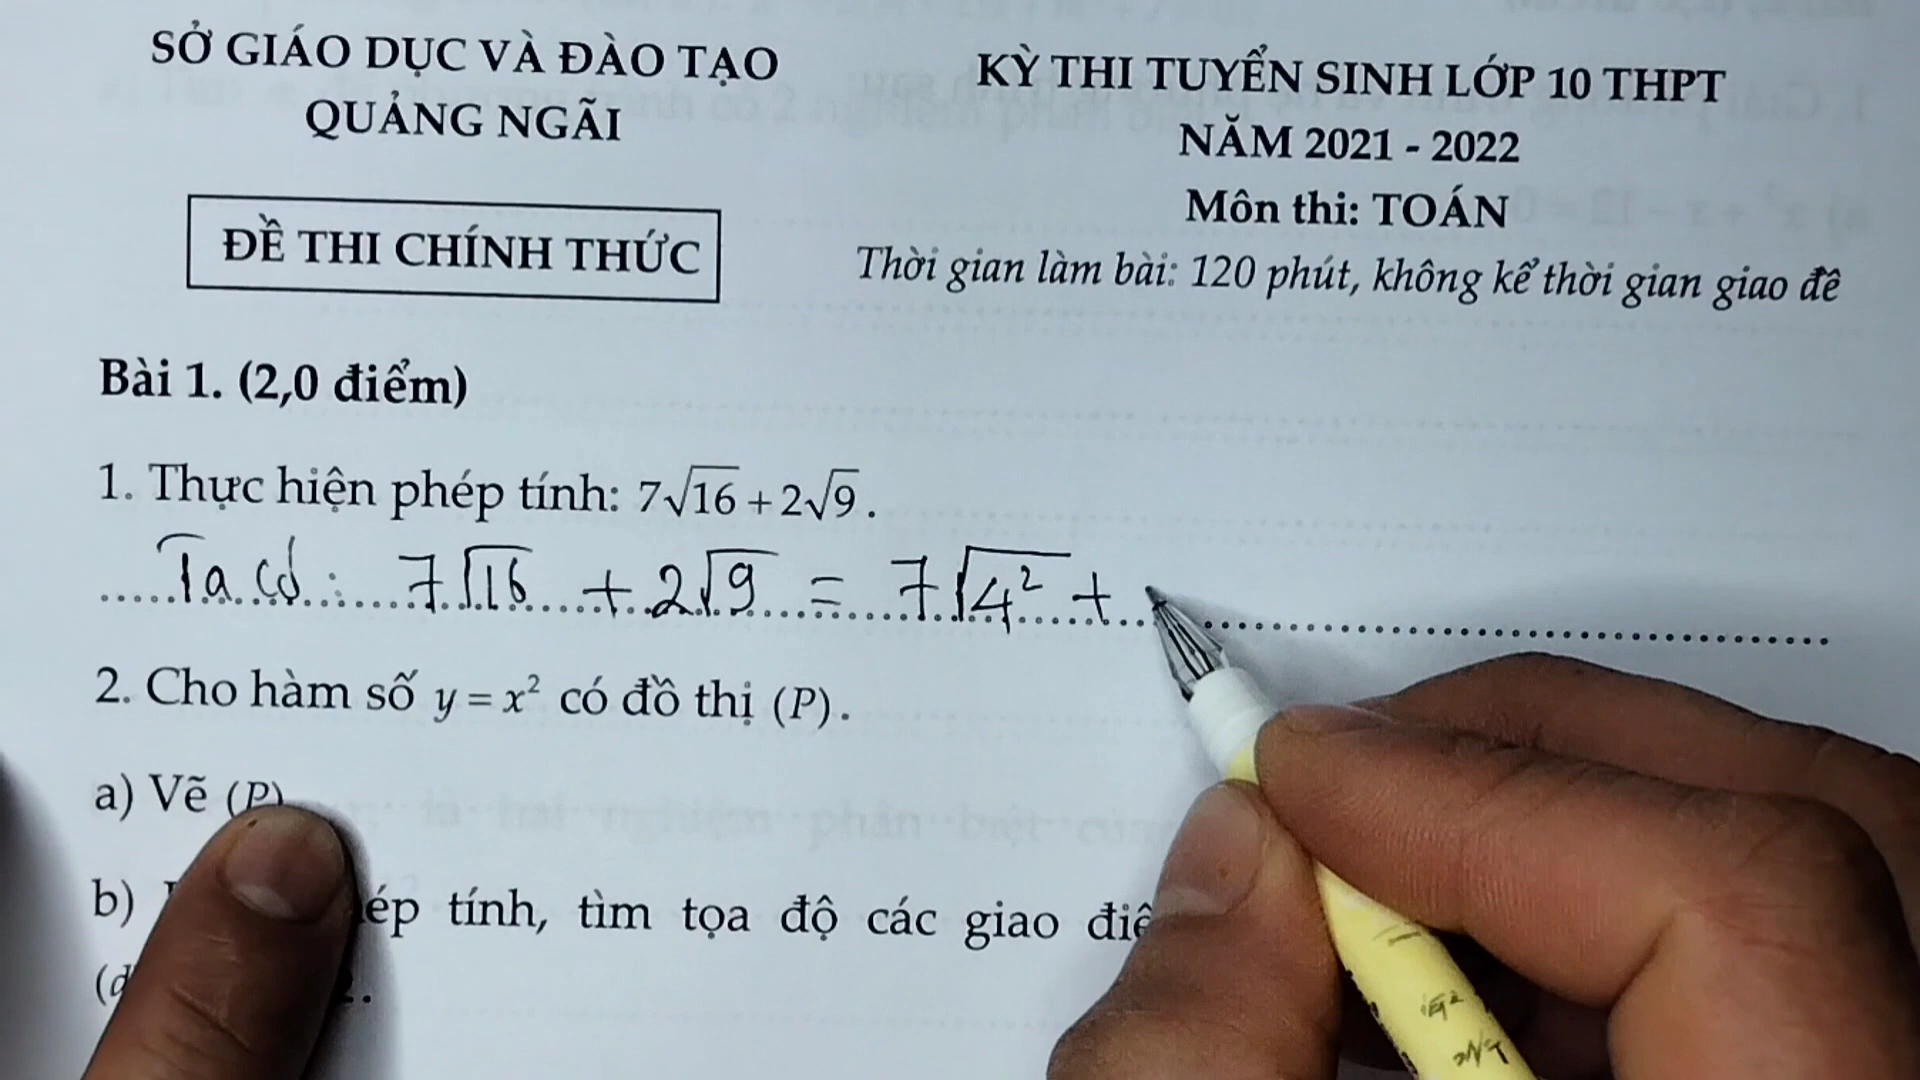 SỞ GIÁO DỤC VÀ ĐÀO TẠO
QUẢNG NGÃI
ĐỀ THI CHÍNH THỨC
KỲ THI TUYỂN SINH LỚP 10 THPT
NĂM 2021 - 2022
Môn thi: TOÁN
Thời gian làm bài: 120 phút, không kể thời gian giao đề
Bài 1. (2,0 điểm)
1. Thực hiện phép tính: 7√16 + 2√9.
Ta có: 7√16 + 2√9 = 7√4² +
2. Cho hàm số y = x² có đồ thị (P).
a) Vẽ (P)
b) tính, tìm tọa độ các giao